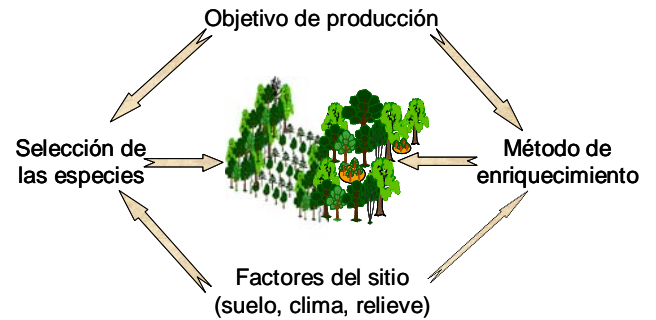 Objetivo de producción
Selección de
las especies
Método de
enriquecimiento
Factores del sitio
(suelo, clima, relieve)